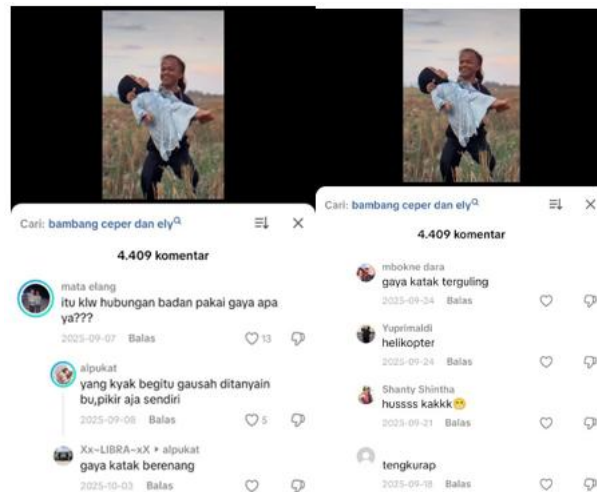 Cari: bambang ceper dan ely
4.409 komentar
mata elang
itu klw hubungan badan pakai gaya apa
ya???
2025-09-07 Balas 13
alpukat
yang kyak begitu gausah ditanyain
bu,pikir aja sendiri
2025-09-08 Balas 5
Xx~LIBRA~xX ▸ alpukat
gaya katak berenang
2025-10-03 Balas
Cari: bambang ceper dan ely
4.409 komentar
mbokne dara
gaya katak terguling
2025-09-24 Balas
Yuprimaldi
helikopter
2025-09-24 Balas
Shanty Shintha
hussss kakkk😁
2025-09-21 Balas
tengkurap
2025-09-18 Balas